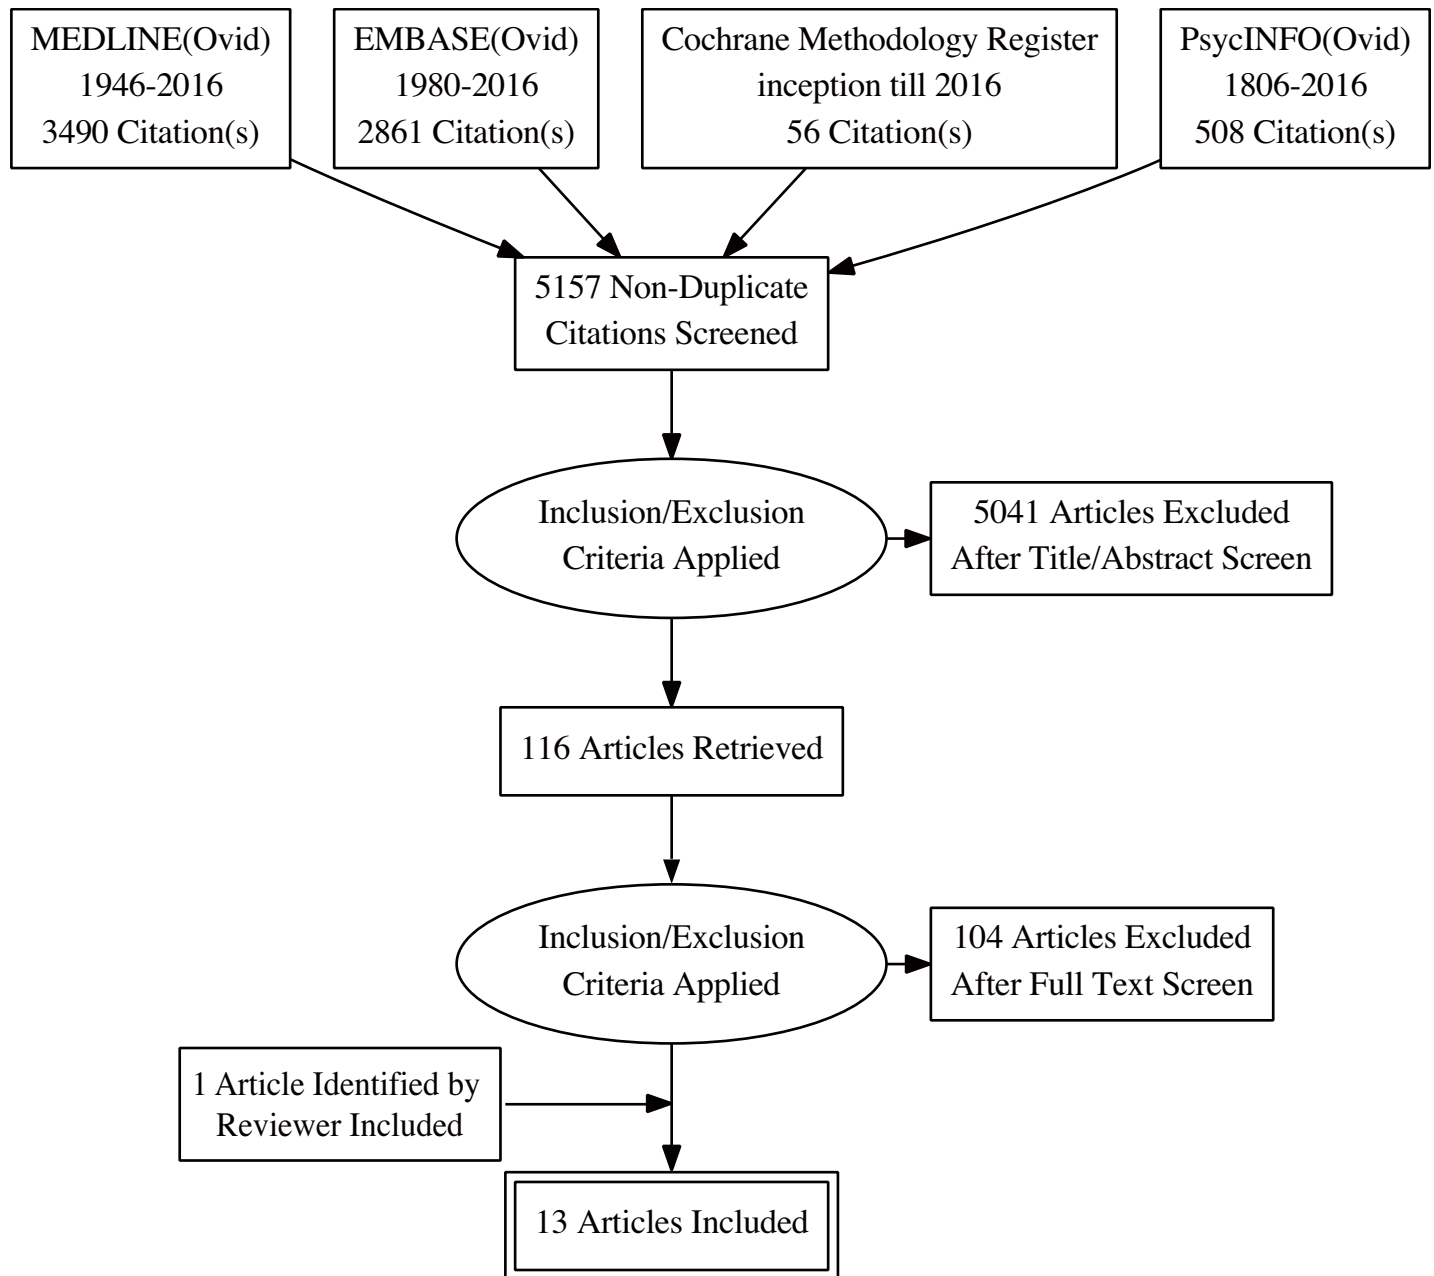 MEDLINE(Ovid)
1946-2016
3490 Citation(s)
EMBASE(Ovid)
1980-2016
2861 Citation(s)
Cochrane Methodology Register
inception till 2016
56 Citation(s)
PsycINFO(Ovid)
1806-2016
508 Citation(s)
5157 Non-Duplicate
Citations Screened
Inclusion/Exclusion
Criteria Applied
5041 Articles Excluded
After Title/Abstract Screen
116 Articles Retrieved
Inclusion/Exclusion
Criteria Applied
104 Articles Excluded
After Full Text Screen
1 Article Identified by
Reviewer Included
13 Articles Included